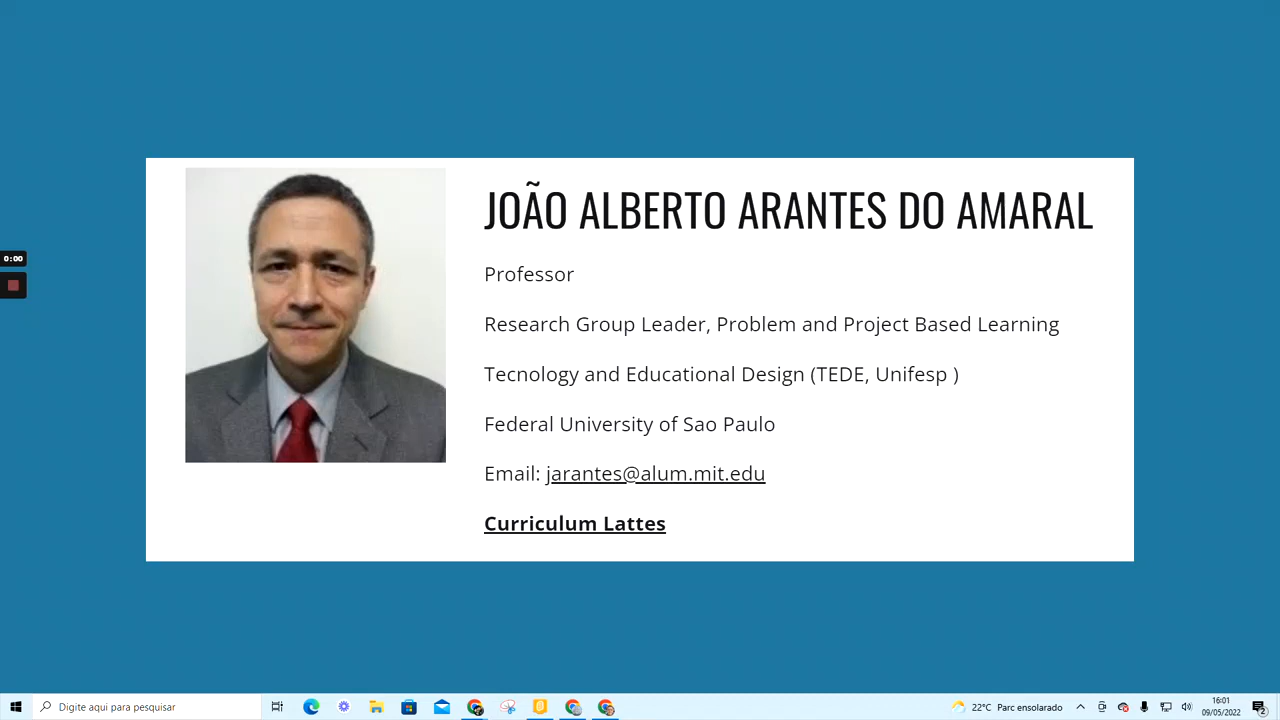 JOÃO ALBERTO ARANTES DO AMARAL
Professor
Research Group Leader, Problem and Project Based Learning
Tecnology and Educational Design (TEDE, Unifesp )
Federal University of Sao Paulo
Email: jarantes@alum.mit.edu
Curriculum Lattes
0:00
Digite aqui para pesquisar
22°C Parc ensolarado
16:01
09/05/2022
2